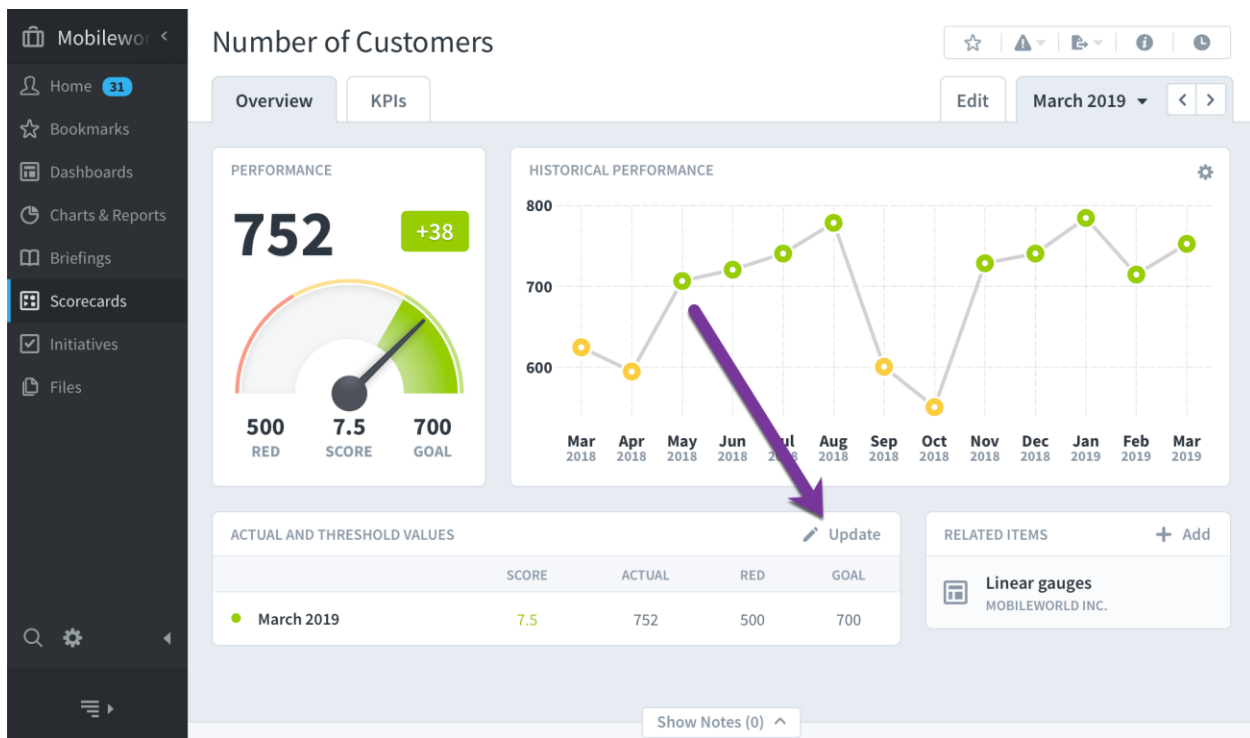 Mobilewor
Home 31
Bookmarks
Dashboards
Charts & Reports
Briefings
Scorecards
Initiatives
Files
Number of Customers
Overview KPIs Edit March 2019
PERFORMANCE
752 +38
500 7.5 700
RED SCORE GOAL
HISTORICAL PERFORMANCE
800
700
600
Mar Apr May Jun Aug Sep Oct Nov Dec Jan Feb Mar
2018 2018 2018 2018 2018 2018 2018 2018 2018 2019 2019 2019
ACTUAL AND THRESHOLD VALUES Update
SCORE ACTUAL RED GOAL
March 2019 7.5 752 500 700
RELATED ITEMS Add
Linear gauges
MOBILEWORLD INC.
Show Notes (0)